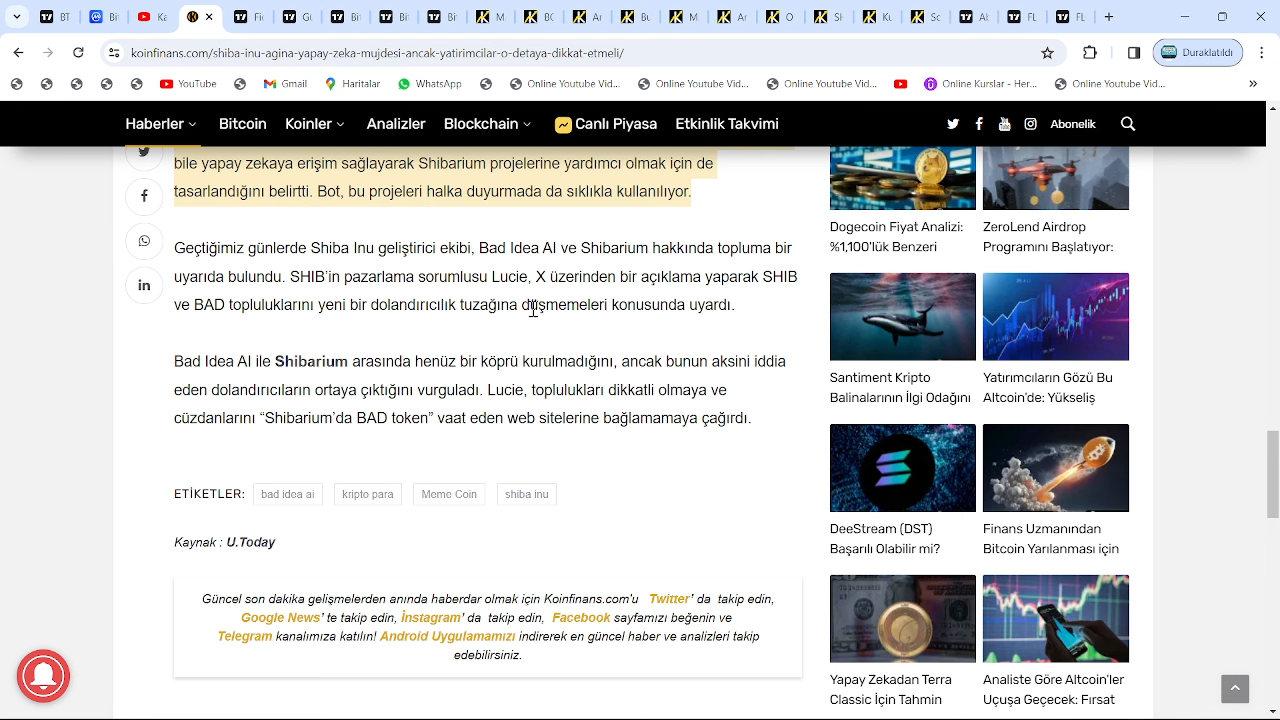 koinfinans.com/shiba-inu-agina-yapay-zeka-mujdesi-ancak-yatirimcilar-o-detaya-dikkat-etmeli/
Duraklatıldı
YouTube
Gmail
Haritalar
WhatsApp
Online Youtube Vid...
Online Youtube Vid...
Online Youtube Vid...
Online Kurslar - Her...
Online Youtube Vid...
Haberler
Bitcoin
Koinler
Analizler
Blockchain
Canlı Piyasa
Etkinlik Takvimi
Abonelik
bile yapay zekaya erişim sağlayarak Shibarium projelerine yardımcı olmak için de
tasarlandığını belirtti. Bot, bu projeleri halka duyurmada da sıklıkla kullanılıyor.
Geçtiğimiz günlerde Shiba Inu geliştirici ekibi, Bad Idea AI ve Shibarium hakkında topluma bir
uyarıda bulundu. SHIB’in pazarlama sorumlusu Lucie, X üzerinden bir açıklama yaparak SHIB
ve BAD topluluklarını yeni bir dolandırıcılık tuzağına düşmemeleri konusunda uyardı.
Bad Idea AI ile Shibarium arasında henüz bir köprü kurulmadığını, ancak bunun aksini iddia
eden dolandırıcıların ortaya çıktığını vurguladı. Lucie, toplulukları dikkatli olmaya ve
cüzdanlarını “Shibarium’da BAD token” vaat eden web sitelerine bağlamamaya çağırdı.
ETİKETLER:
bad idea ai
kripto para
Meme Coin
shiba inu
Kaynak : U.Today
Güncel kripto gelişmelerden anında haberdar olmak için Koinfinans.com’u Twitter’ da takip edin,
Google News’ te takip edin, İnstagram’ da takip edin, Facebook sayfamızı beğenin ve
Telegram kanalımıza katılın! Android Uygulamamızı indirerek en güncel haber ve analizleri takip
edebilirsiniz.
Dogecoin Fiyat Analizi:
%1,100'lük Benzeri
ZeroLend Airdrop
Programını Başlatıyor:
Santiment Kripto
Balinalarının İlgi Odağını
Yatırımcıların Gözü Bu
Altcoin'de: Yükseliş
DeeStream (DST)
Başarılı Olabilir mi?
Finans Uzmanından
Bitcoin Yarılanması için
Yapay Zekadan Terra
Classic İçin Tahmin
Analiste Göre Altcoin'ler
Uçuşa Geçecek: Fırsat